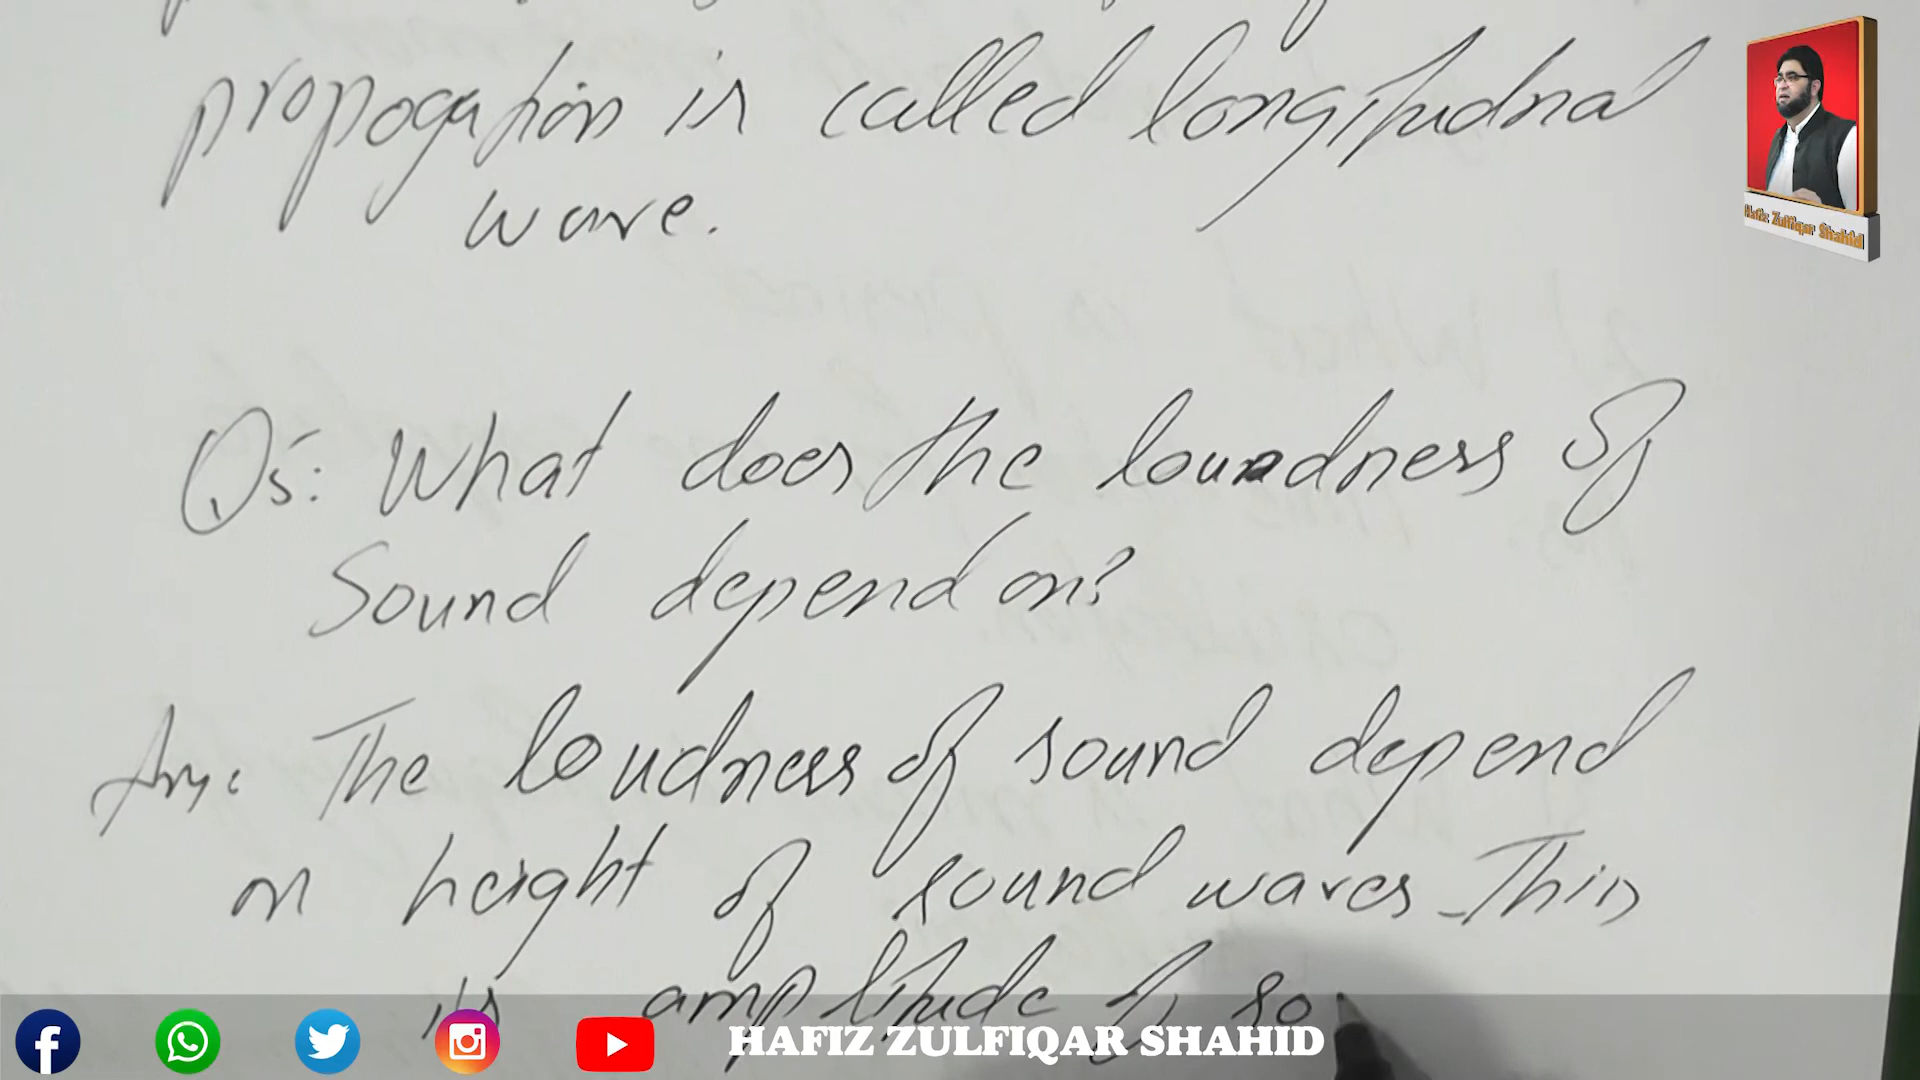 propogation is called longitudnal
wave.
Q5: What does the loudness of
Sound depend on?
Ans: The loudness of sound depend
on height of sound waves. This
is amplitude of so
HAFIZ ZULFIQAR SHAHID
Hafiz Zulfiqar Shahid